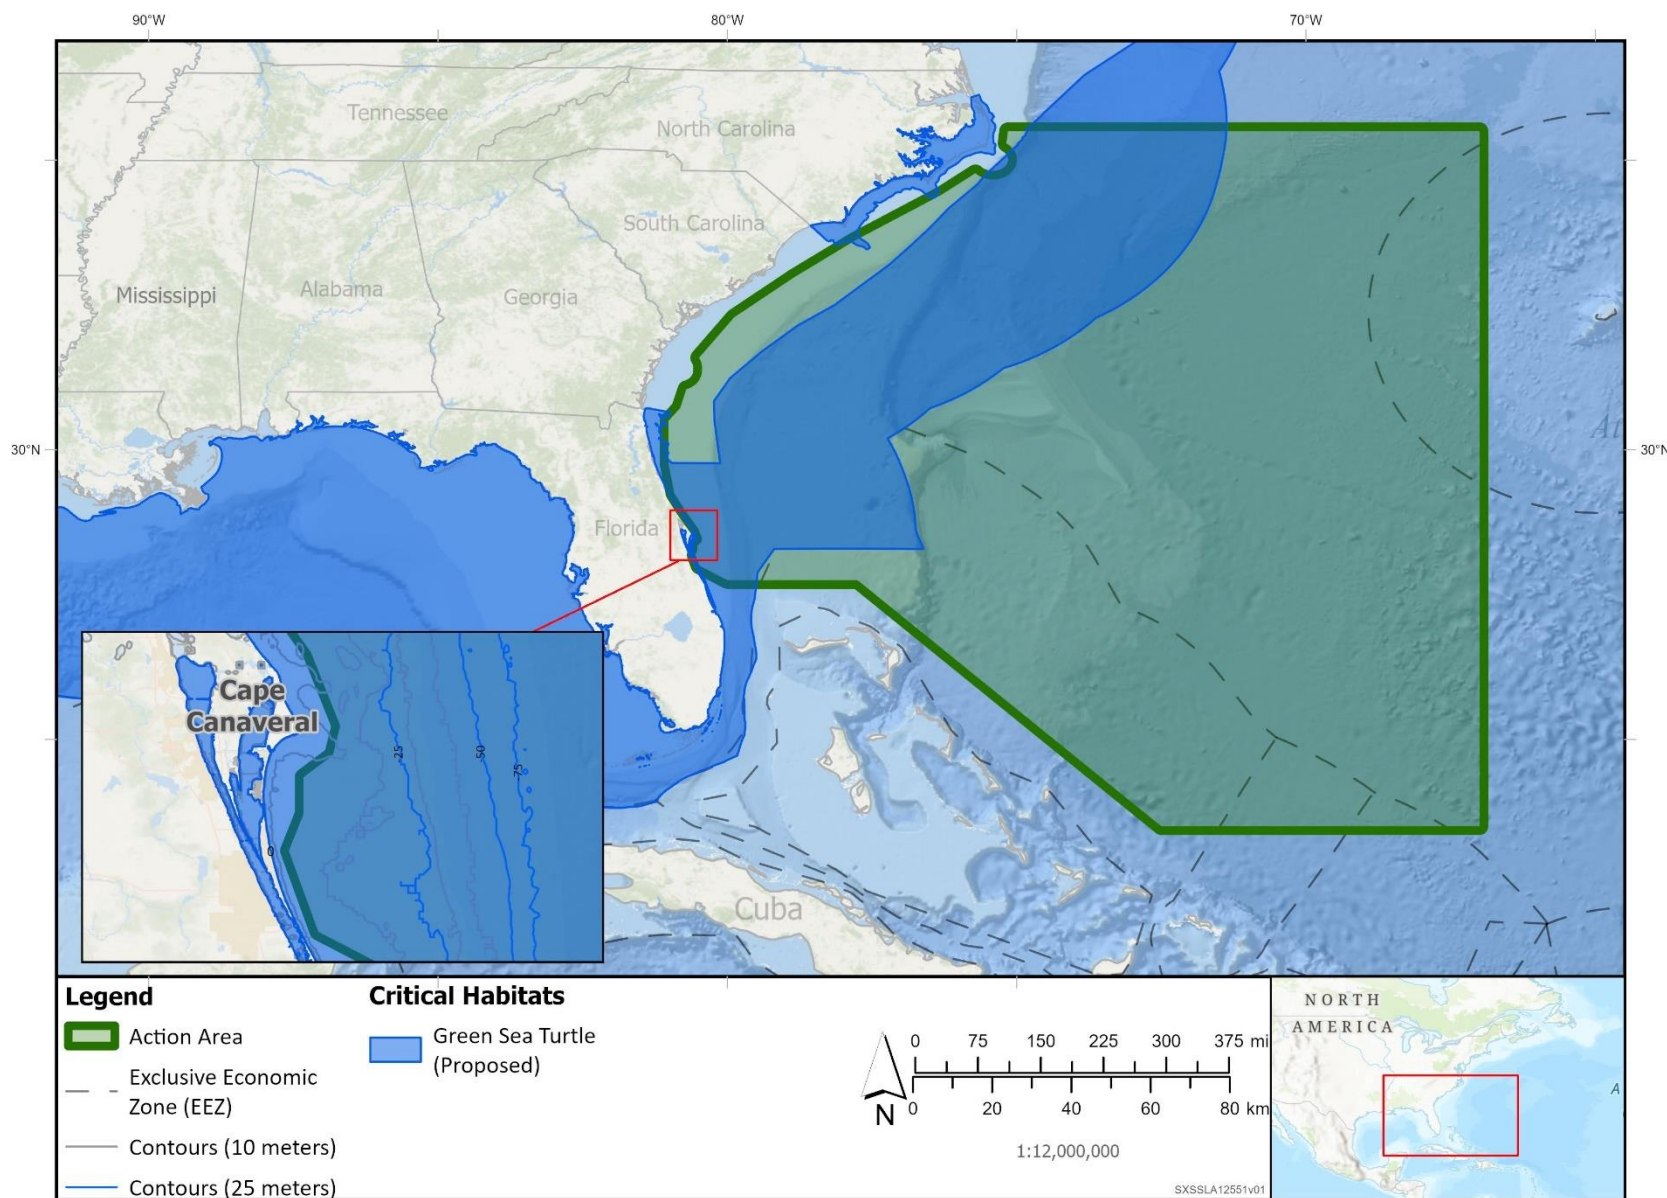 90°W
80°W
70°W
Tennessee
North Carolina
South Carolina
Mississippi
Alabama
Georgia
30°N
30°N
At
Florida
Cape
Canaveral
-25
-50
-75
0
Cuba
Legend
Action Area
Exclusive Economic
Zone (EEZ)
Contours (10 meters)
Contours (25 meters)
Critical Habitats
Green Sea Turtle
(Proposed)
0 75 150 225 300 375 mi
0 20 40 60 80 km
N
1:12,000,000
SXSSLA12551v01
NORTH
AMERICA
A